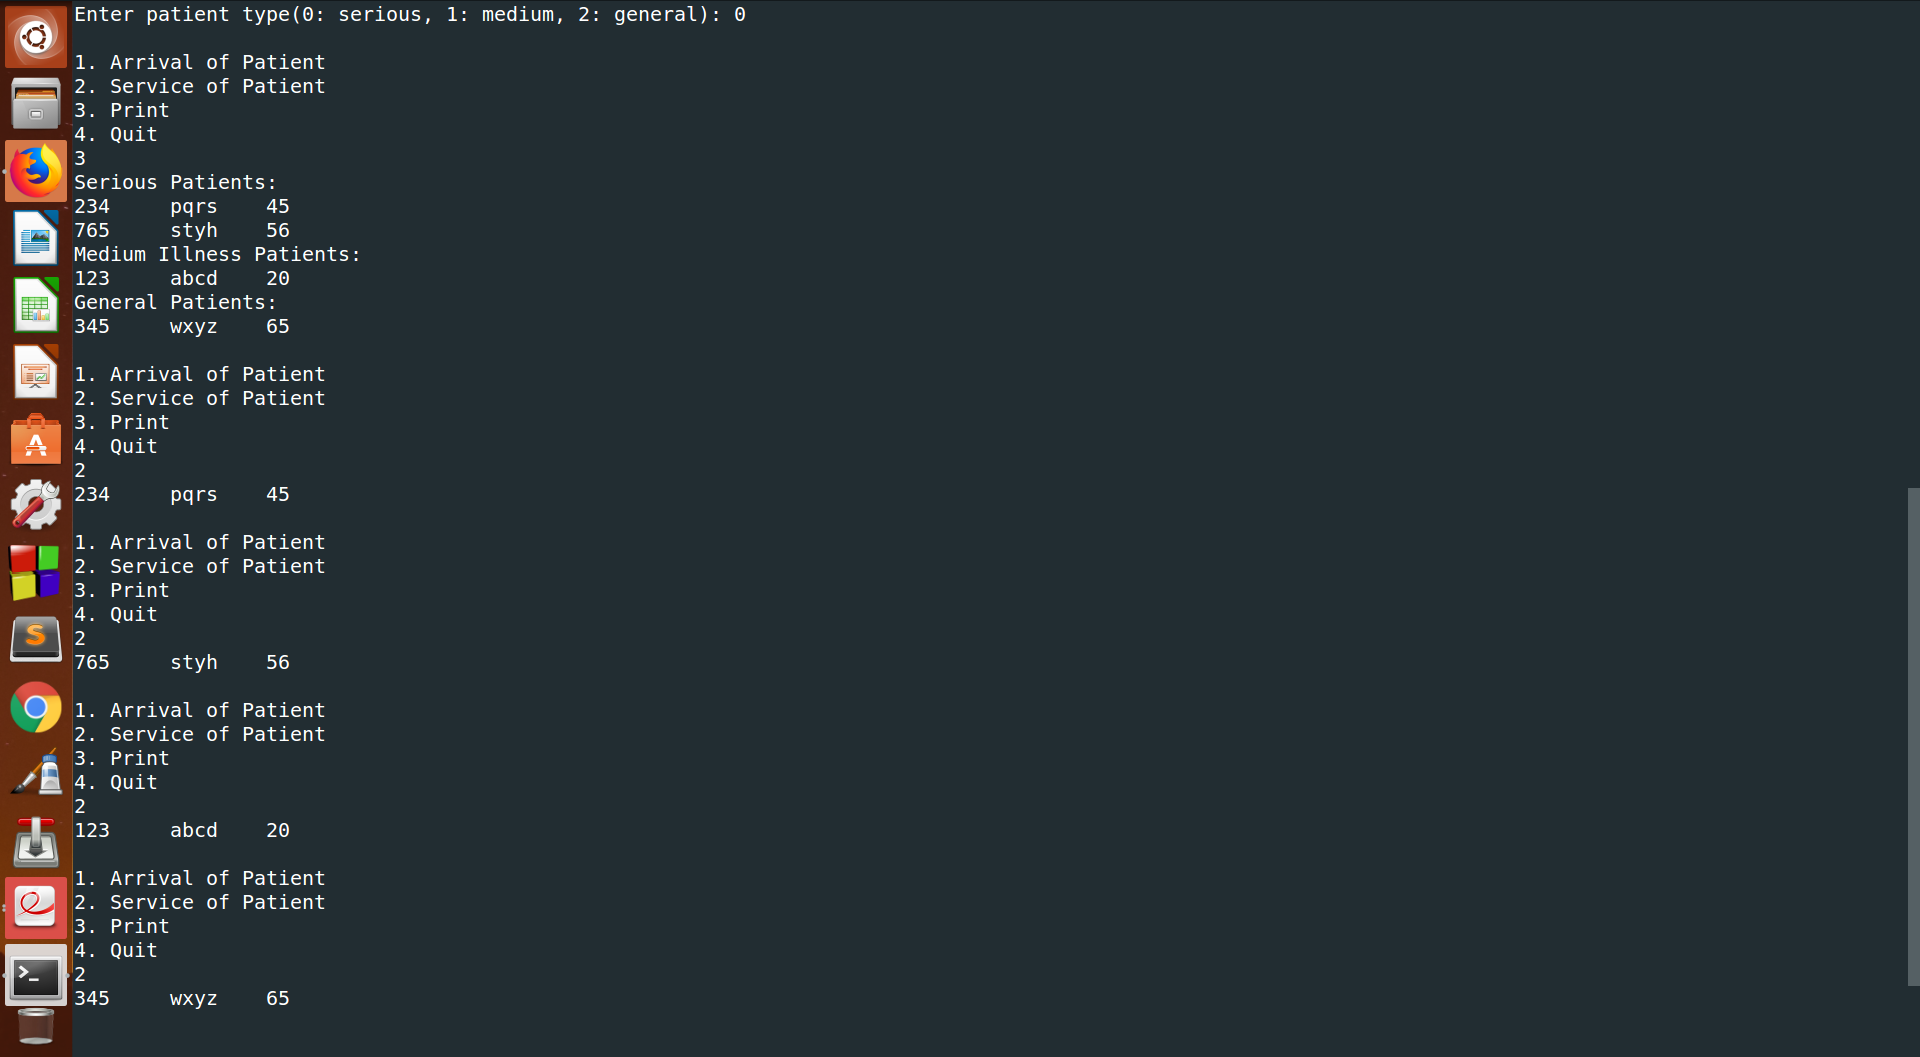 Enter patient type(0: serious, 1: medium, 2: general): 0
1. Arrival of Patient
2. Service of Patient
3. Print
4. Quit
3
Serious Patients:
234     pqrs    45
765     styh    56
Medium Illness Patients:
123     abcd    20
General Patients:
345     wxyz    65
1. Arrival of Patient
2. Service of Patient
3. Print
4. Quit
2
234     pqrs    45
1. Arrival of Patient
2. Service of Patient
3. Print
4. Quit
2
765     styh    56
1. Arrival of Patient
2. Service of Patient
3. Print
4. Quit
2
123     abcd    20
1. Arrival of Patient
2. Service of Patient
3. Print
4. Quit
2
345     wxyz    65